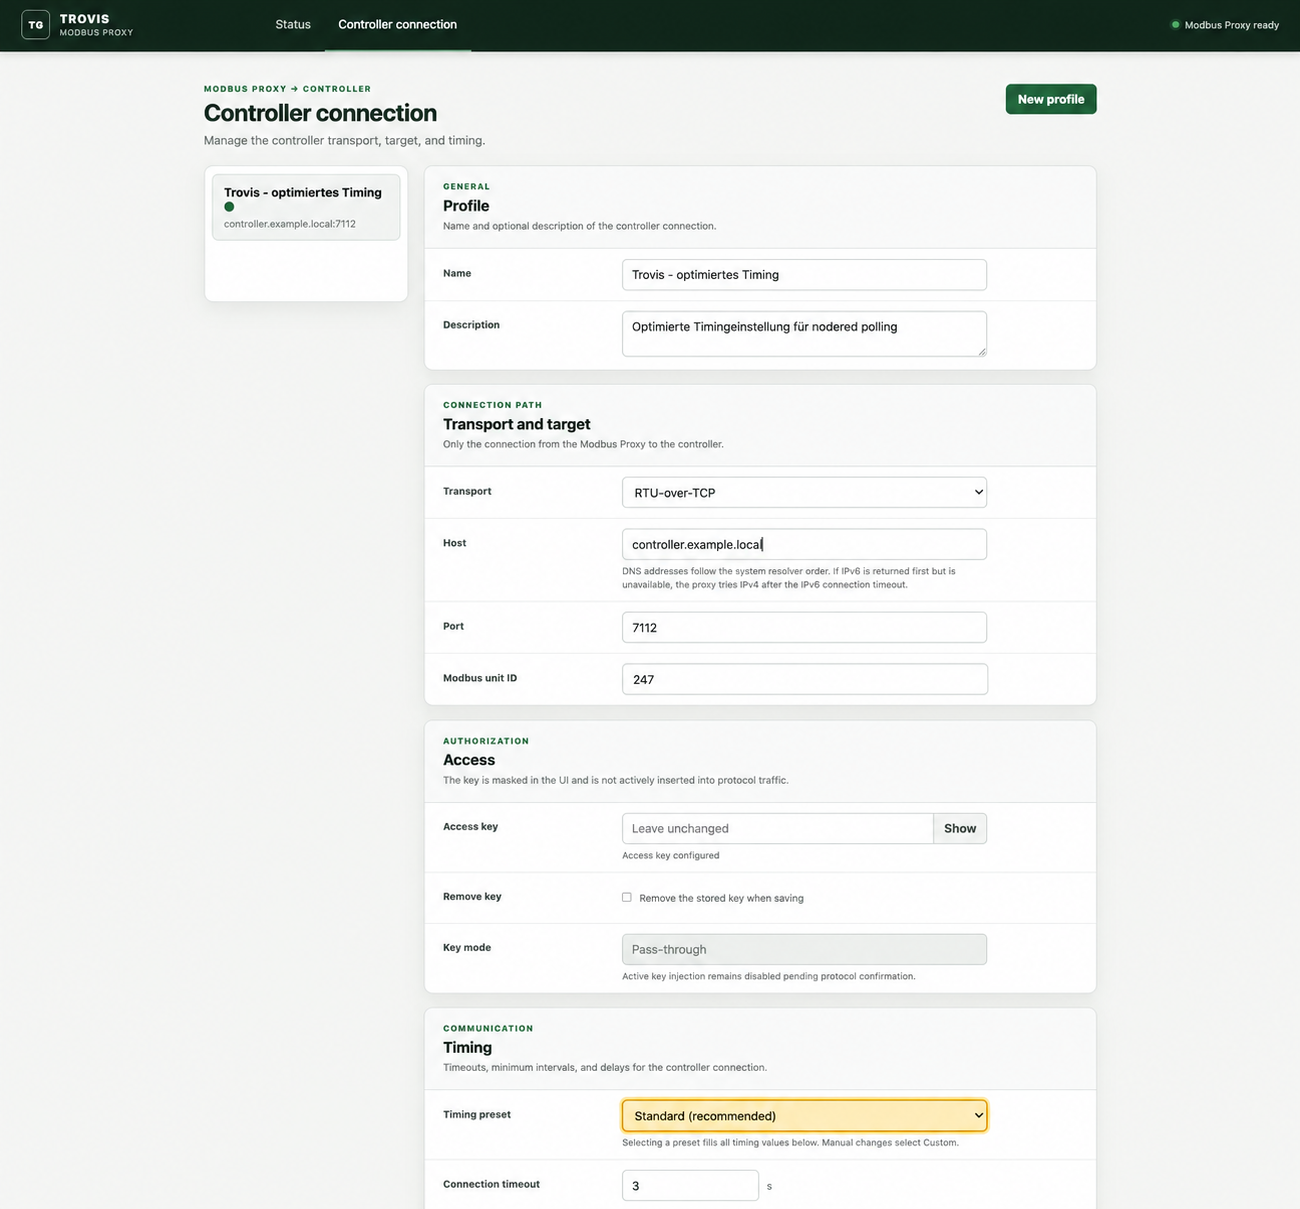 TG
TROVIS
MODBUS PROXY
Status
Controller connection
Modbus Proxy ready
MODBUS PROXY → CONTROLLER
Controller connection
Manage the controller transport, target, and timing.
New profile
Trovis - optimiertes Timing
controller.example.local:7112
GENERAL
Profile
Name and optional description of the controller connection.
Name
Trovis - optimiertes Timing
Description
Optimierte Timingeinstellung für nodered polling
CONNECTION PATH
Transport and target
Only the connection from the Modbus Proxy to the controller.
Transport
RTU-over-TCP
Host
controller.example.local
DNS addresses follow the system resolver order. If IPv6 is returned first but is
unavailable, the proxy tries IPv4 after the IPv6 connection timeout.
Port
7112
Modbus unit ID
247
AUTHORIZATION
Access
The key is masked in the UI and is not actively inserted into protocol traffic.
Access key
Leave unchanged
Show
Access key configured
Remove key
Remove the stored key when saving
Key mode
Pass-through
Active key injection remains disabled pending protocol confirmation.
COMMUNICATION
Timing
Timeouts, minimum intervals, and delays for the controller connection.
Timing preset
Standard (recommended)
Selecting a preset fills all timing values below. Manual changes select Custom.
Connection timeout
3
s